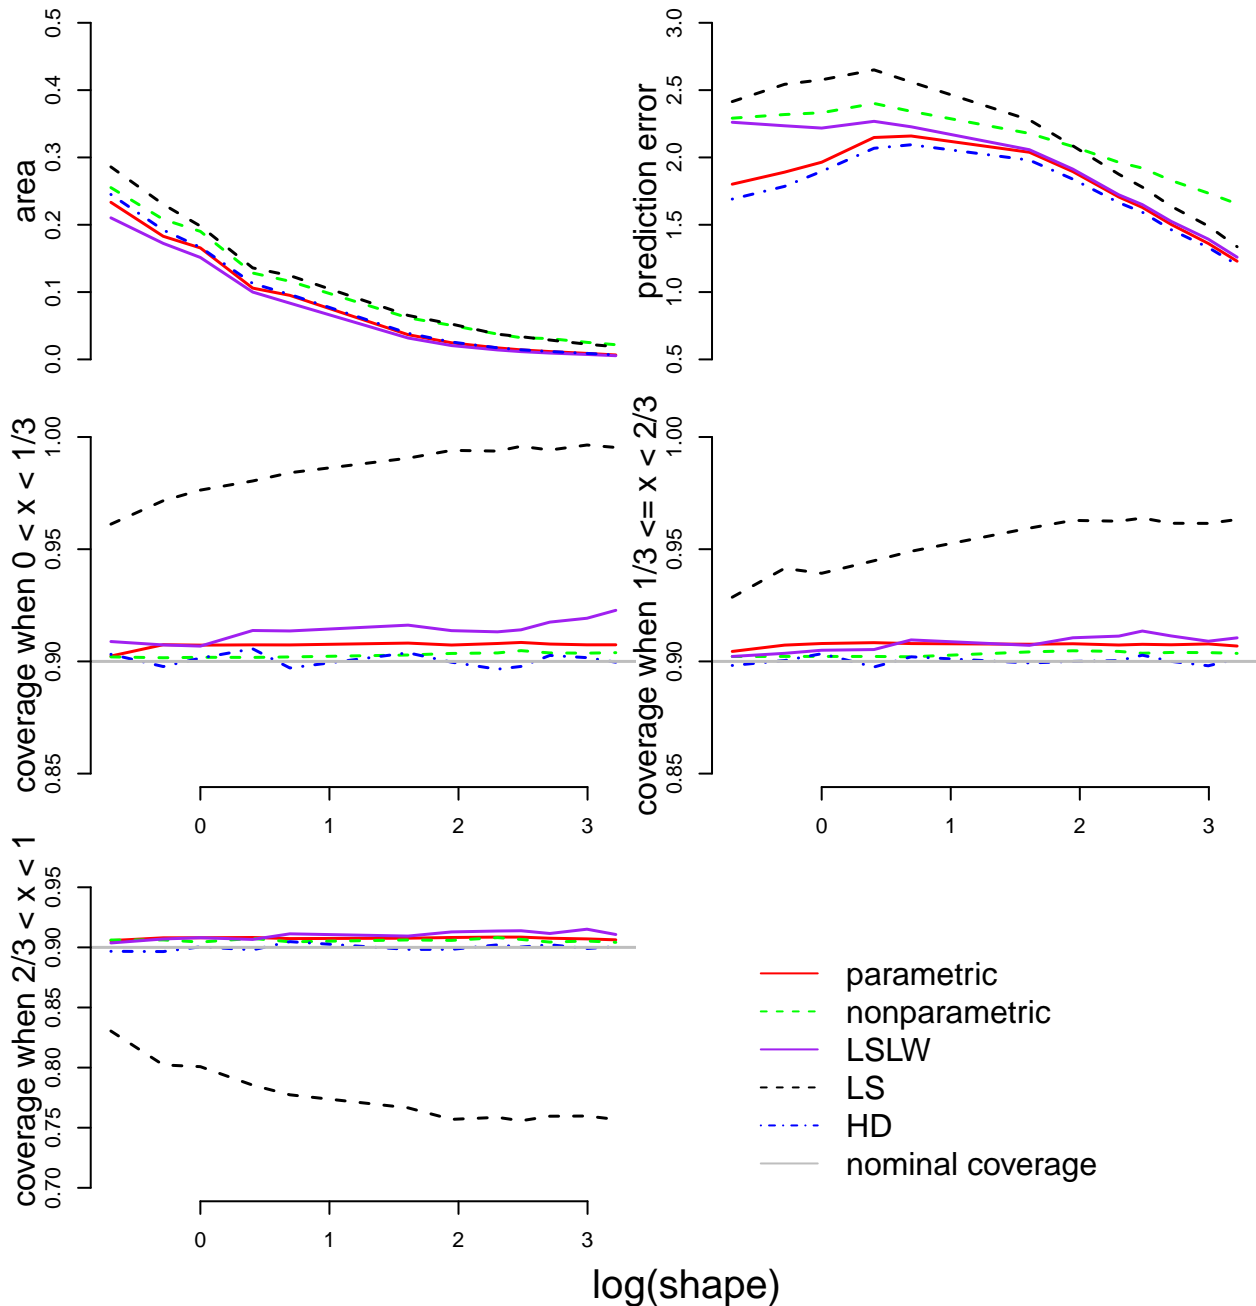 area
0.0 0.1 0.2 0.3 0.4 0.5
prediction error
0.5 1.0 1.5 2.0 2.5 3.0
coverage when 0 < x < 1/3
0.85 0.90 0.95 1.00
0 1 2 3
coverage when 1/3 <= x < 2/3
0.85 0.90 0.95 1.00
0 1 2 3
coverage when 2/3 < x < 1
0.70 0.75 0.80 0.85 0.90 0.95
0 1 2 3
parametric
nonparametric
LSLW
LS
HD
nominal coverage
log(shape)